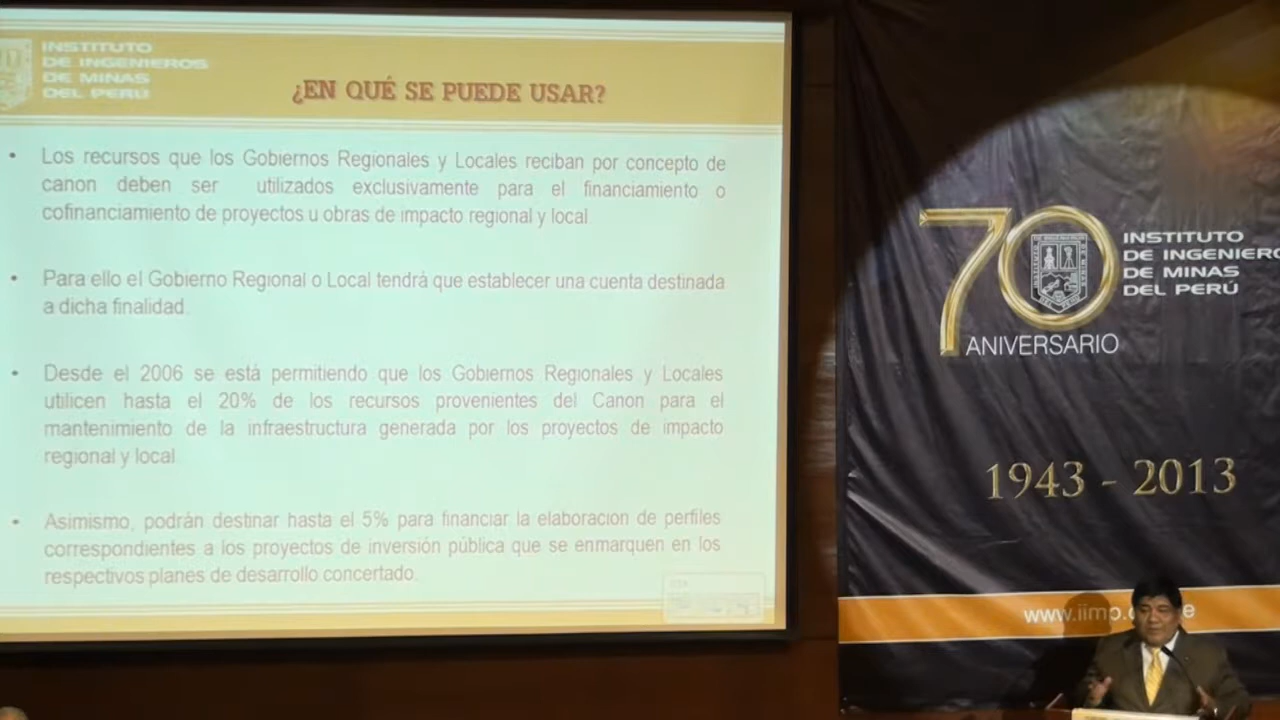 INSTITUTO
DE INGENIEROS
DE MINAS
DEL PERÚ
¿EN QUÉ SE PUEDE USAR?
• Los recursos que los Gobiernos Regionales y Locales reciban por concepto de
canon deben ser utilizados exclusivamente para el financiamiento o
cofinanciamiento de proyectos u obras de impacto regional y local
• Para ello el Gobierno Regional o Local tendrá que establecer una cuenta destinada
a dicha finalidad.
• Desde el 2006 se está permitiendo que los Gobiernos Regionales y Locales
utilicen hasta el 20% de los recursos provenientes del Canon para el
mantenimiento de la infraestructura generada por los proyectos de impacto
regional y local
• Asimismo, podrán destinar hasta el 5% para financiar la elaboración de perfiles
correspondientes a los proyectos de inversión pública que se enmarquen en los
respectivos planes de desarrollo concertado.
70
ANIVERSARIO
INSTITUTO
DE INGENIERO
DE MINAS
DEL PERÚ
1943 - 2013